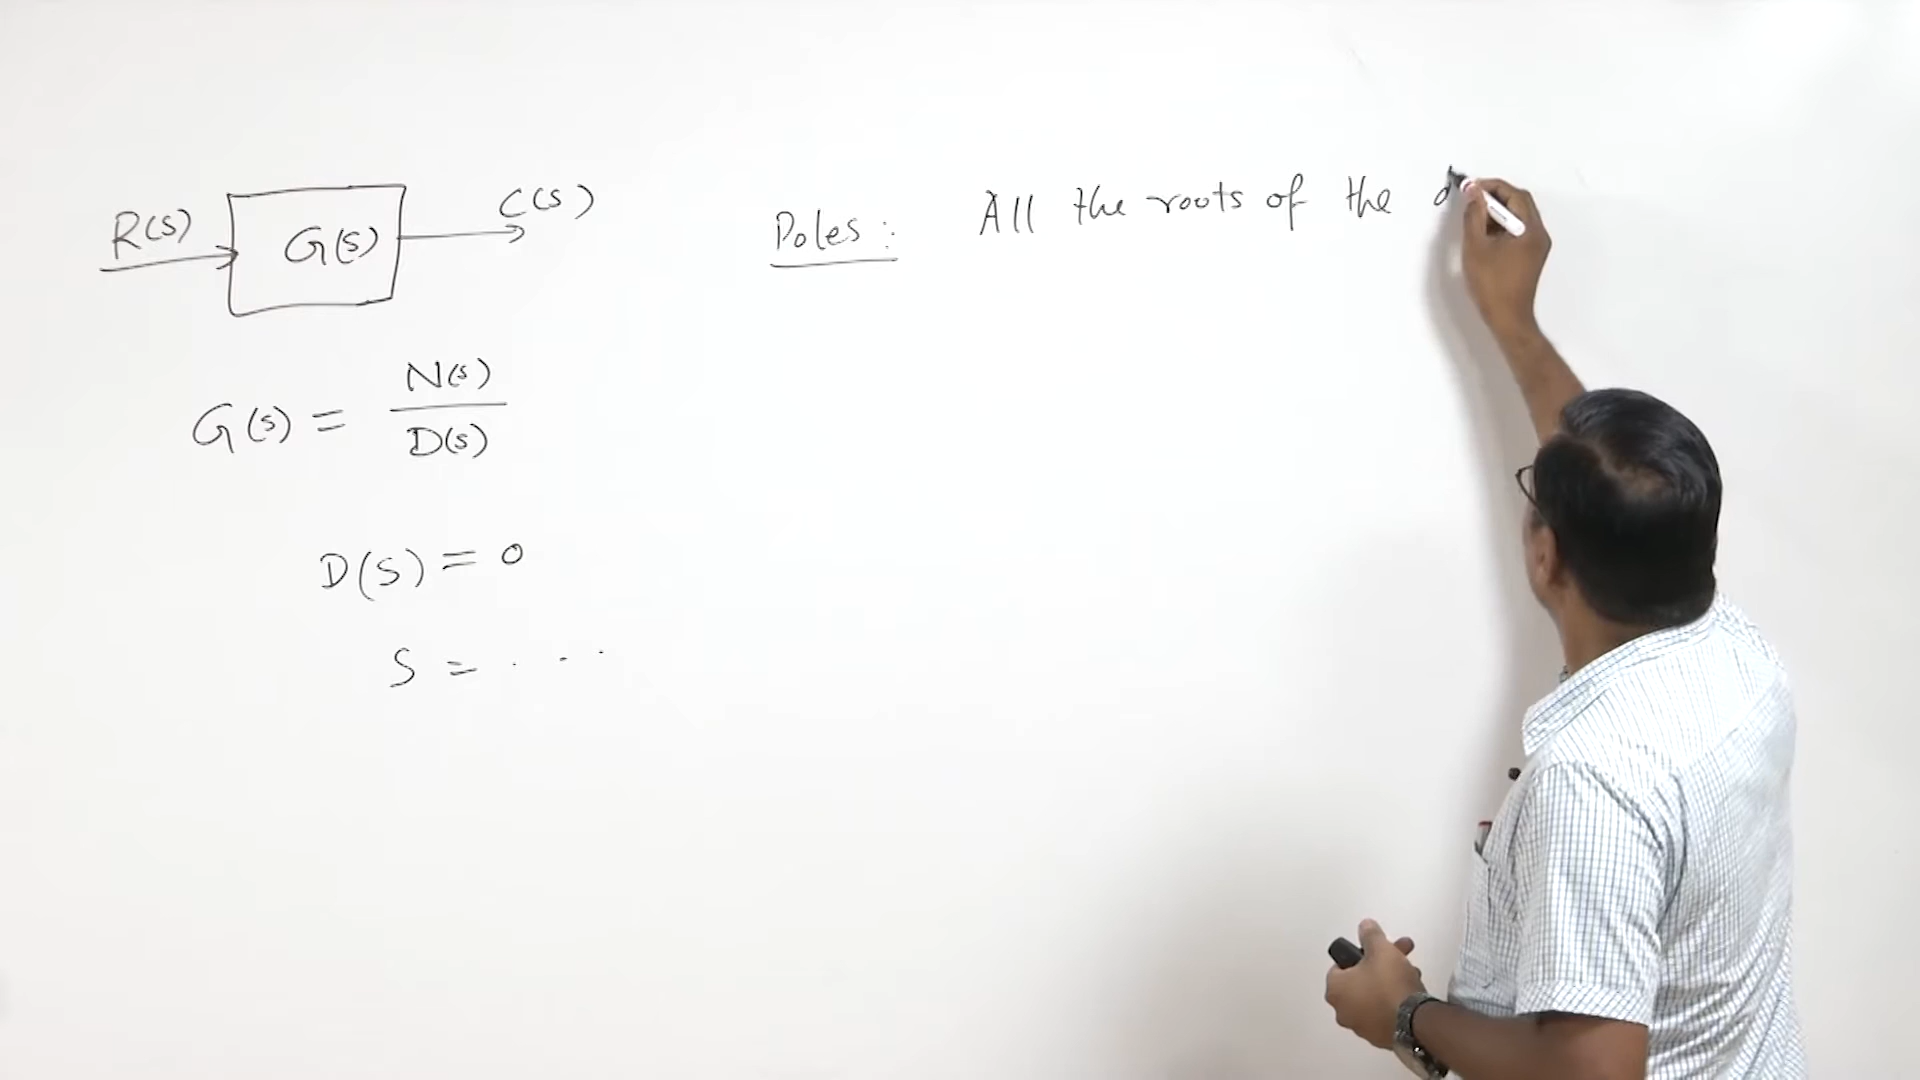 R(s) G(s) C(s)
G(s) = N(s) / D(s)
D(s) = 0
S = . . .
Poles : All the roots of the d